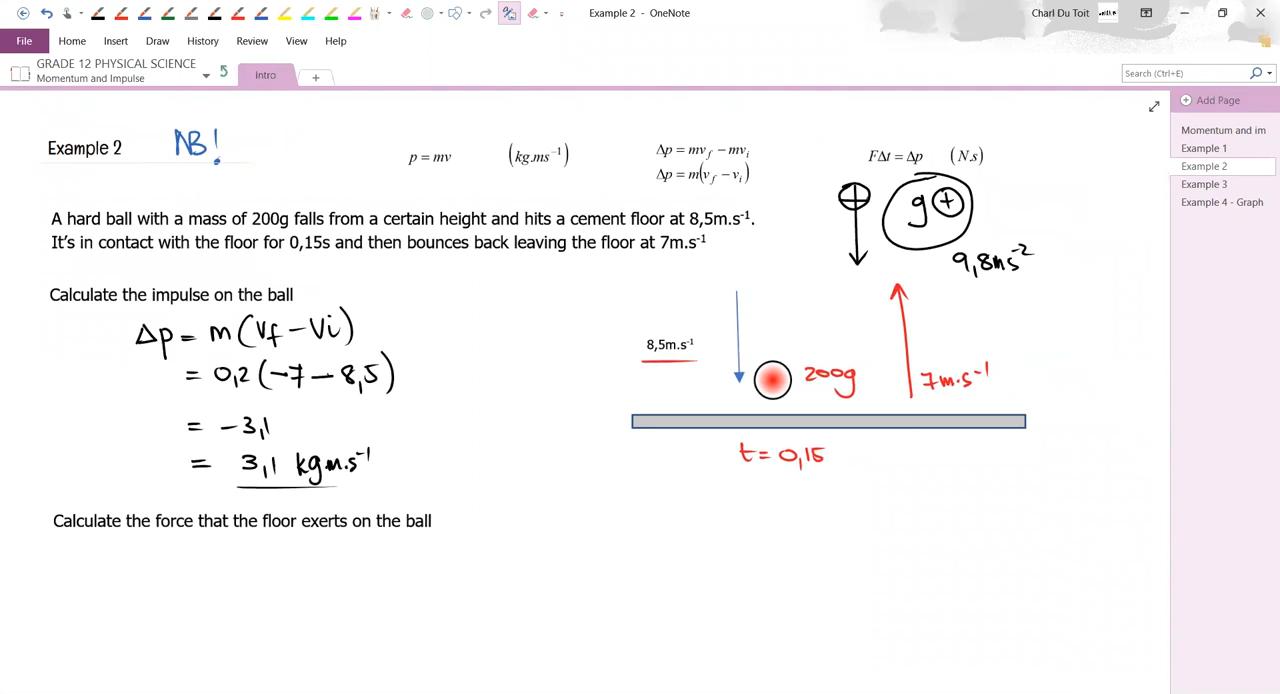 Example 2 - OneNote
Charl Du Toit
File Home Insert Draw History Review View Help
GRADE 12 PHYSICAL SCIENCE
Momentum and Impulse
Intro
+
Search (Ctrl+E)
Add Page
Momentum and im
Example 1
Example 2
Example 3
Example 4 - Graph
Example 2 NB!
p = mv (kg.ms⁻¹)
Δp = mv_f − mv_i
Δp = m(v_f − v_i)
FΔt = Δp (N.s)
A hard ball with a mass of 200g falls from a certain height and hits a cement floor at 8,5m.s⁻¹.
It's in contact with the floor for 0,15s and then bounces back leaving the floor at 7m.s⁻¹
+ g +
9,8ms⁻²
Calculate the impulse on the ball
Δp = m(Vf − Vi)
= 0,2(−7 − 8,5)
= −3,1
= 3,1 kgm.s⁻¹
8,5m.s⁻¹
200g
7m.s⁻¹
t = 0,15
Calculate the force that the floor exerts on the ball